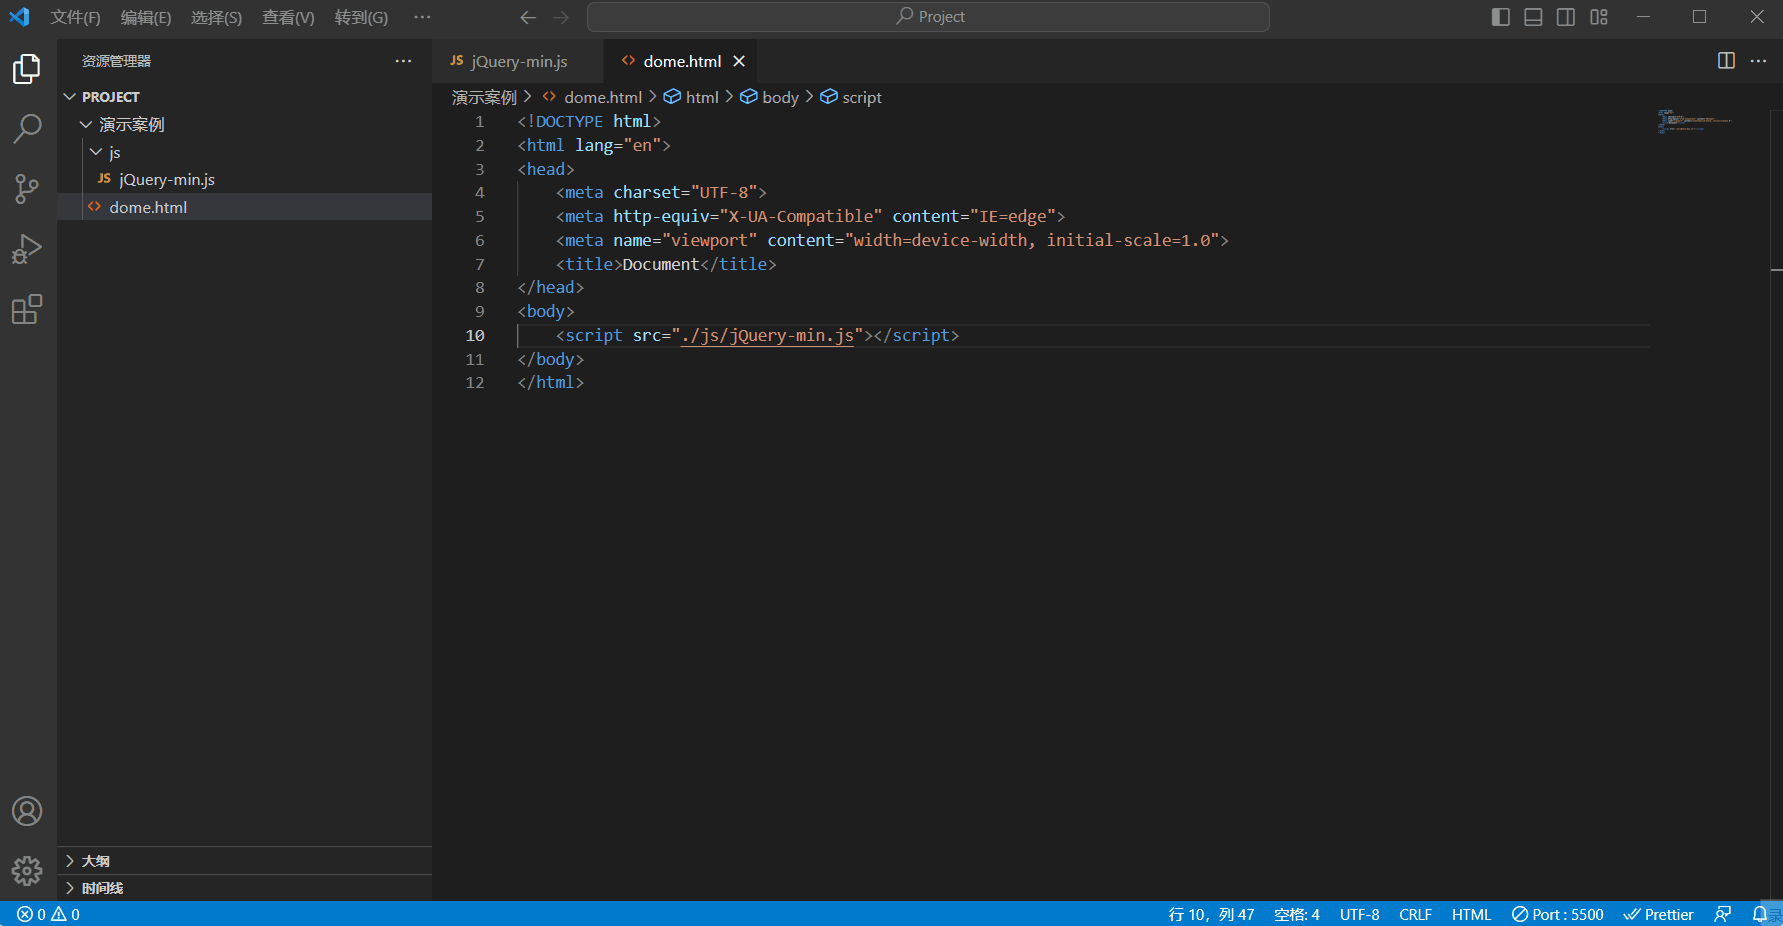 文件(F) 编辑(E) 选择(S) 查看(V) 转到(G) ··· Project
资源管理器 ···
PROJECT
演示案例
js
JS jQuery-min.js
dome.html
大纲
时间线
JS jQuery-min.js dome.html
演示案例 > dome.html > html > body > script
1 <!DOCTYPE html>
2 <html lang="en">
3 <head>
4 <meta charset="UTF-8">
5 <meta http-equiv="X-UA-Compatible" content="IE=edge">
6 <meta name="viewport" content="width=device-width, initial-scale=1.0">
7 <title>Document</title>
8 </head>
9 <body>
10 <script src="./js/jQuery-min.js"></script>
11 </body>
12 </html>
0 0 行 10，列 47 空格: 4 UTF-8 CRLF HTML Port : 5500 Prettier